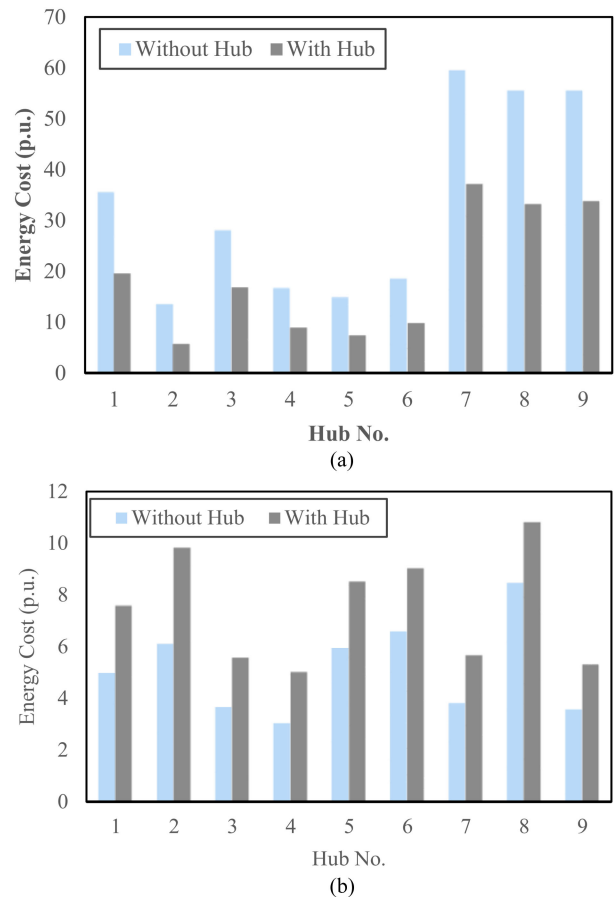 70
60
50
40
30
20
10
0
Energy Cost (p.u.)
Without Hub With Hub
1 2 3 4 5 6 7 8 9
Hub No.
(a)
12
10
8
6
4
2
0
Energy Cost (p.u.)
Without Hub With Hub
1 2 3 4 5 6 7 8 9
Hub No.
(b)